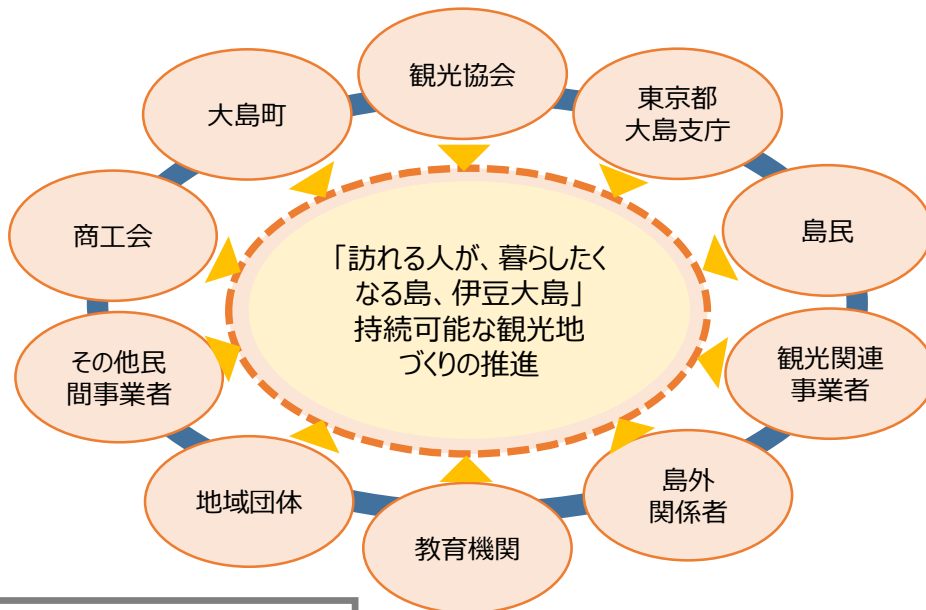 観光協会
東京都
大島支庁
島民
観光関連
事業者
島外
関係者
教育機関
地域団体
その他民
間事業者
商工会
大島町
「訪れる人が、暮らしたく
なる島、伊豆大島」
持続可能な観光地
づくりの推進